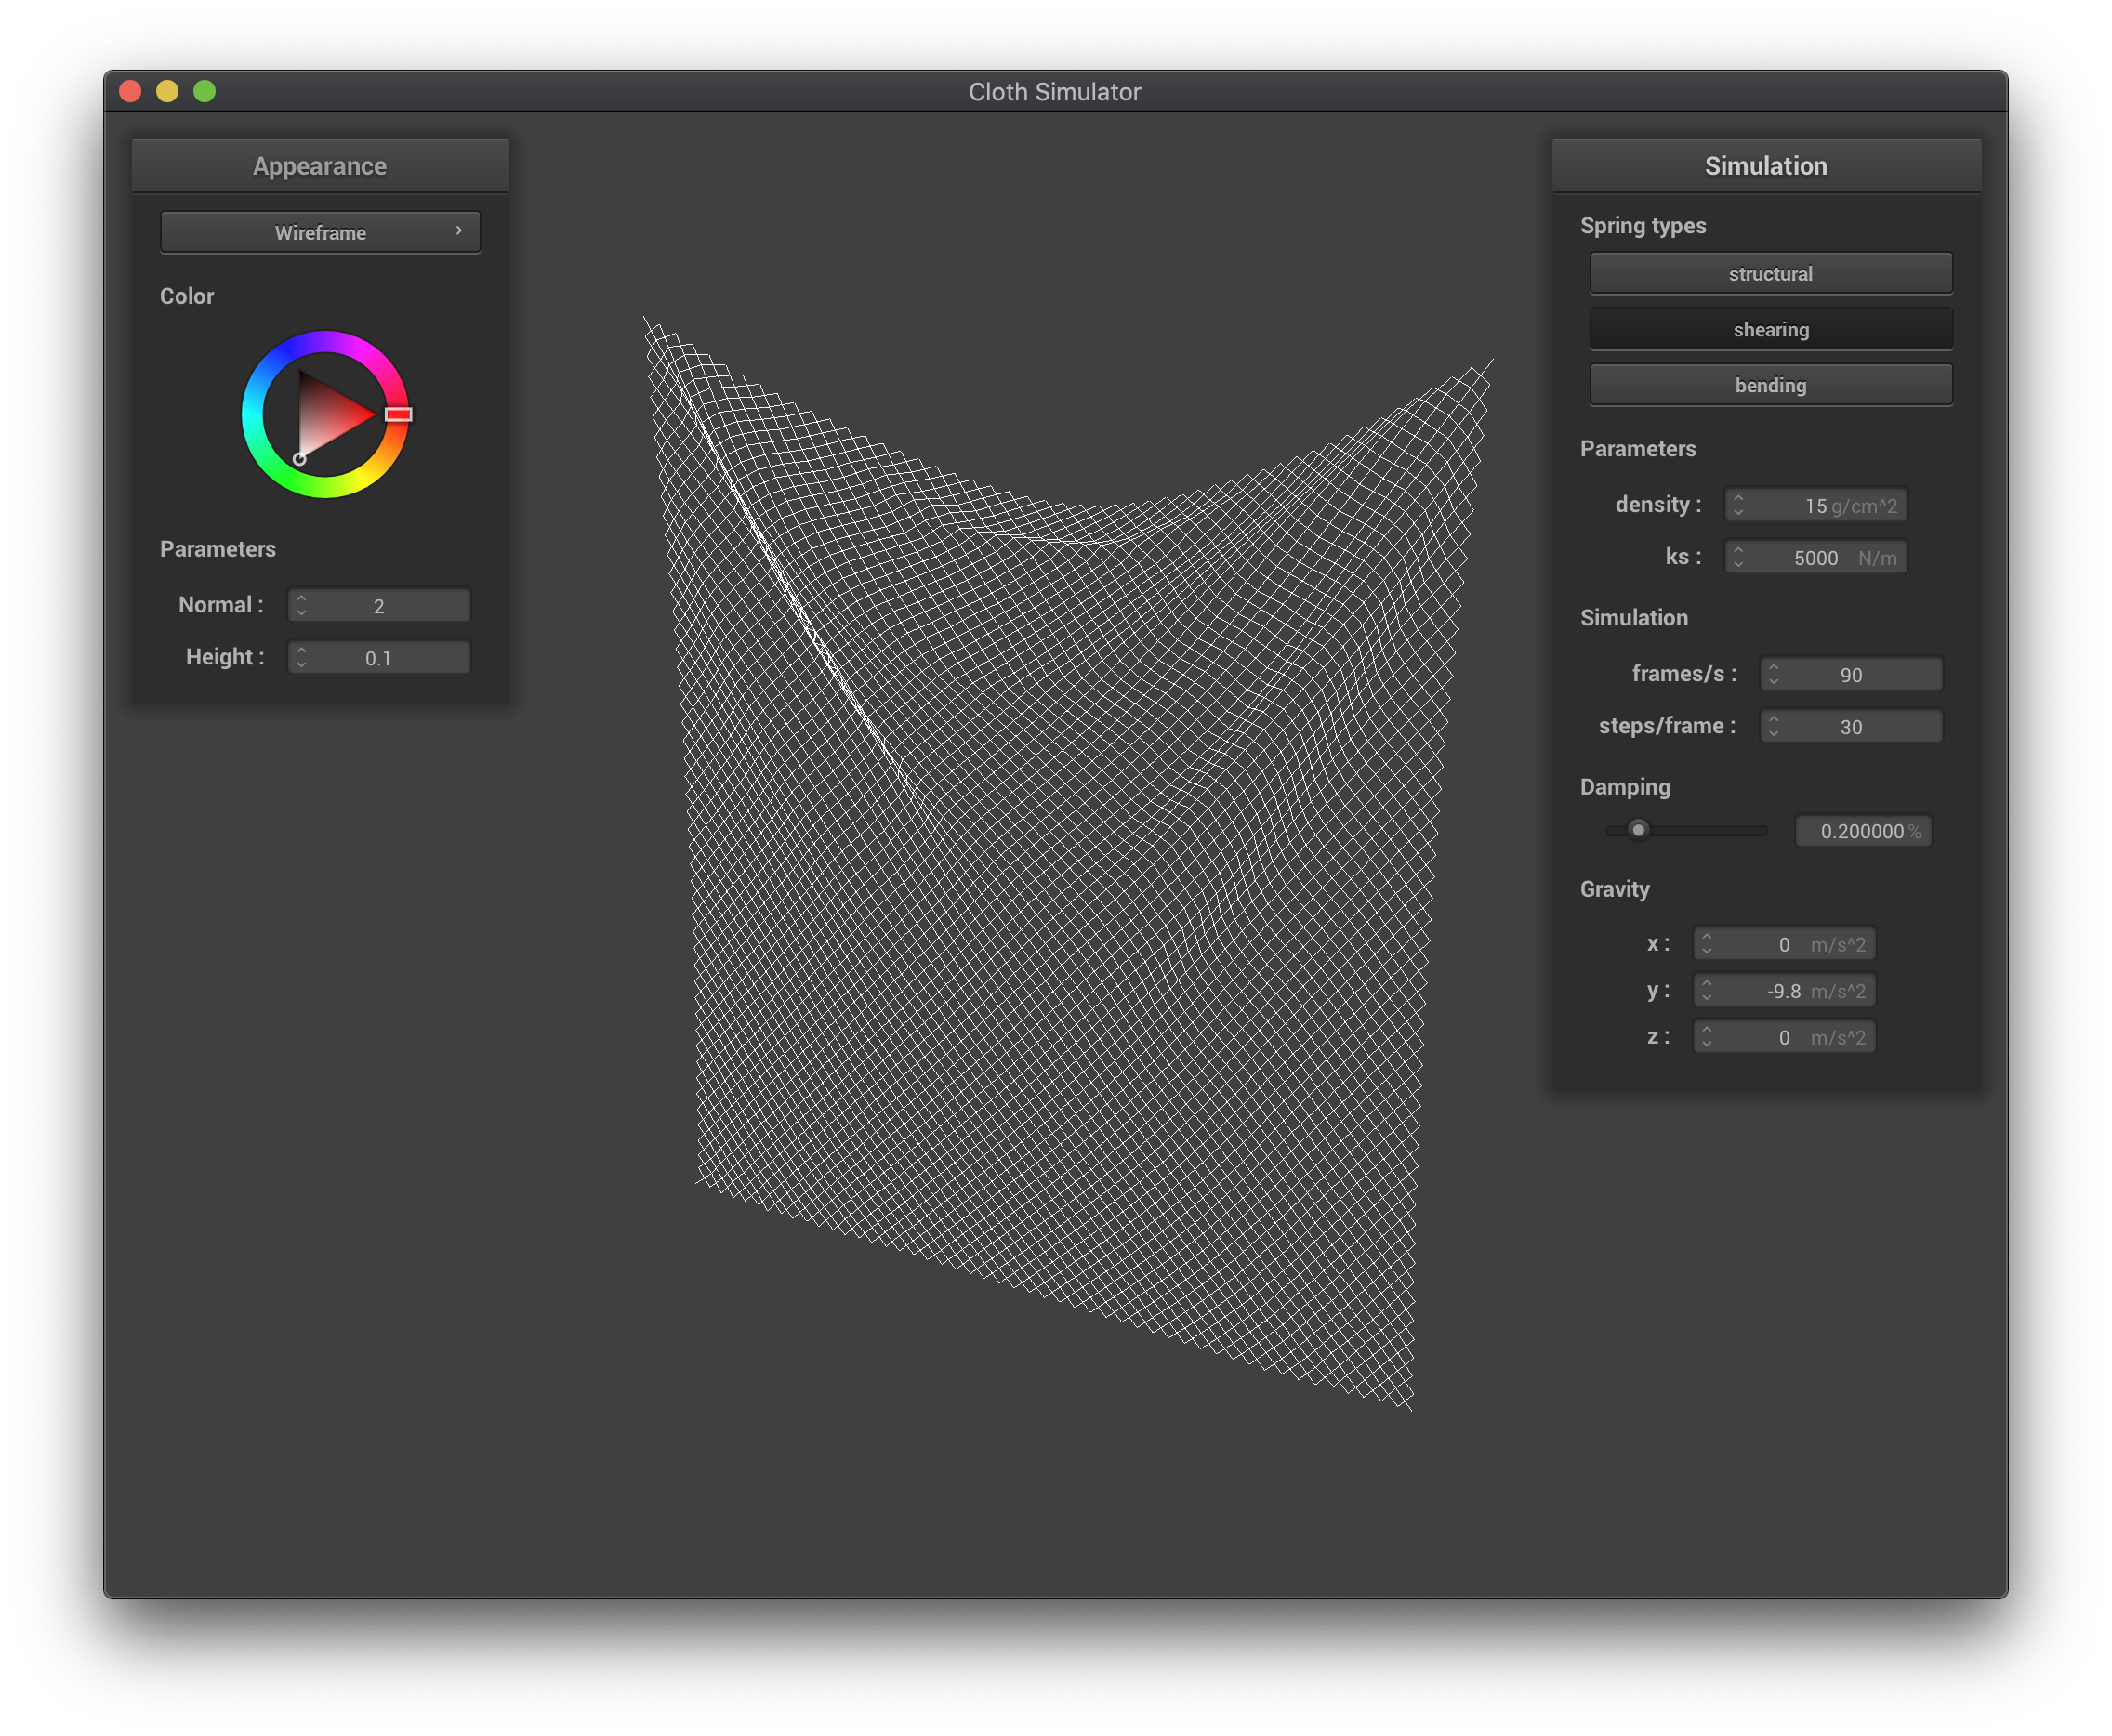 Cloth Simulator
Appearance
Wireframe
Color
Parameters
Normal : 2
Height : 0.1
Simulation
Spring types
structural
shearing
bending
Parameters
density : 15 g/cm^2
ks : 5000 N/m
Simulation
frames/s : 90
steps/frame : 30
Damping
0.200000 %
Gravity
x : 0 m/s^2
y : -9.8 m/s^2
z : 0 m/s^2